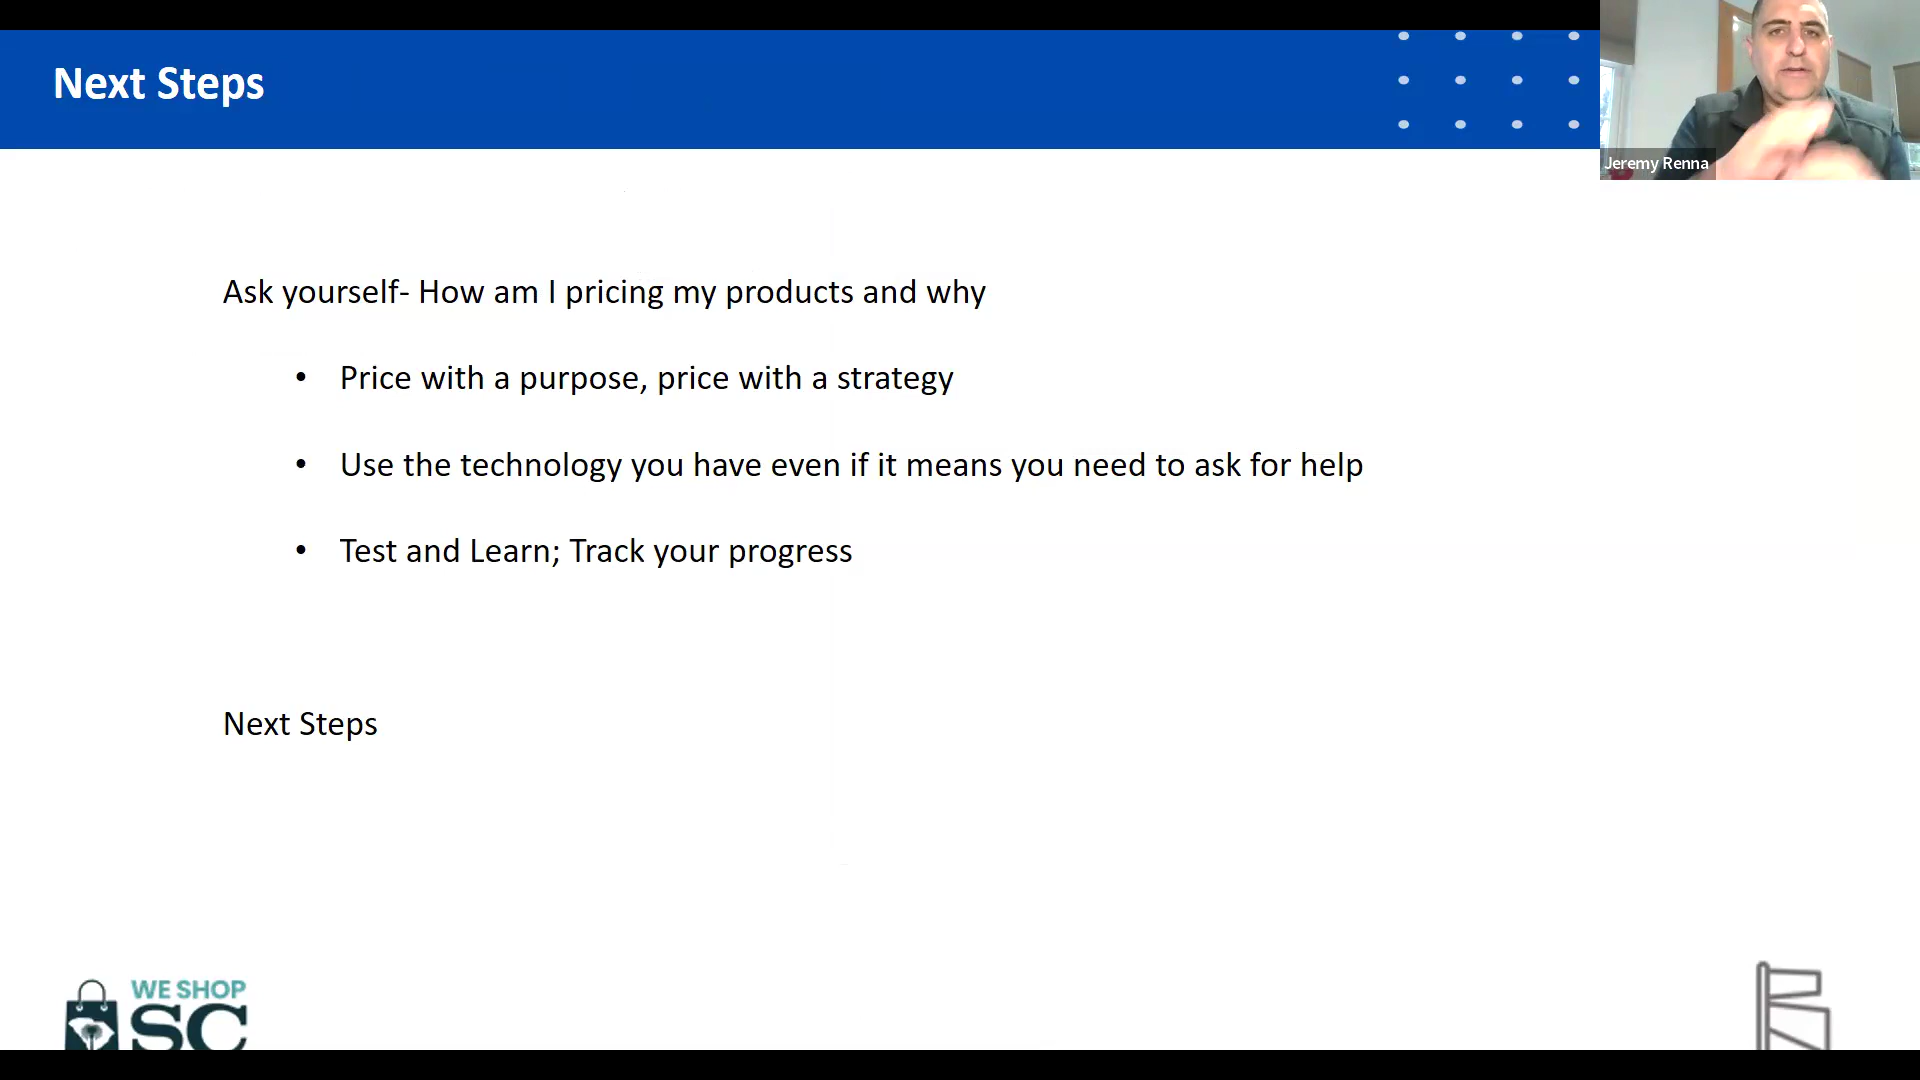 Next Steps
Jeremy Renna
Ask yourself- How am I pricing my products and why
• Price with a purpose, price with a strategy
• Use the technology you have even if it means you need to ask for help
• Test and Learn; Track your progress
Next Steps
WE SHOP
SC